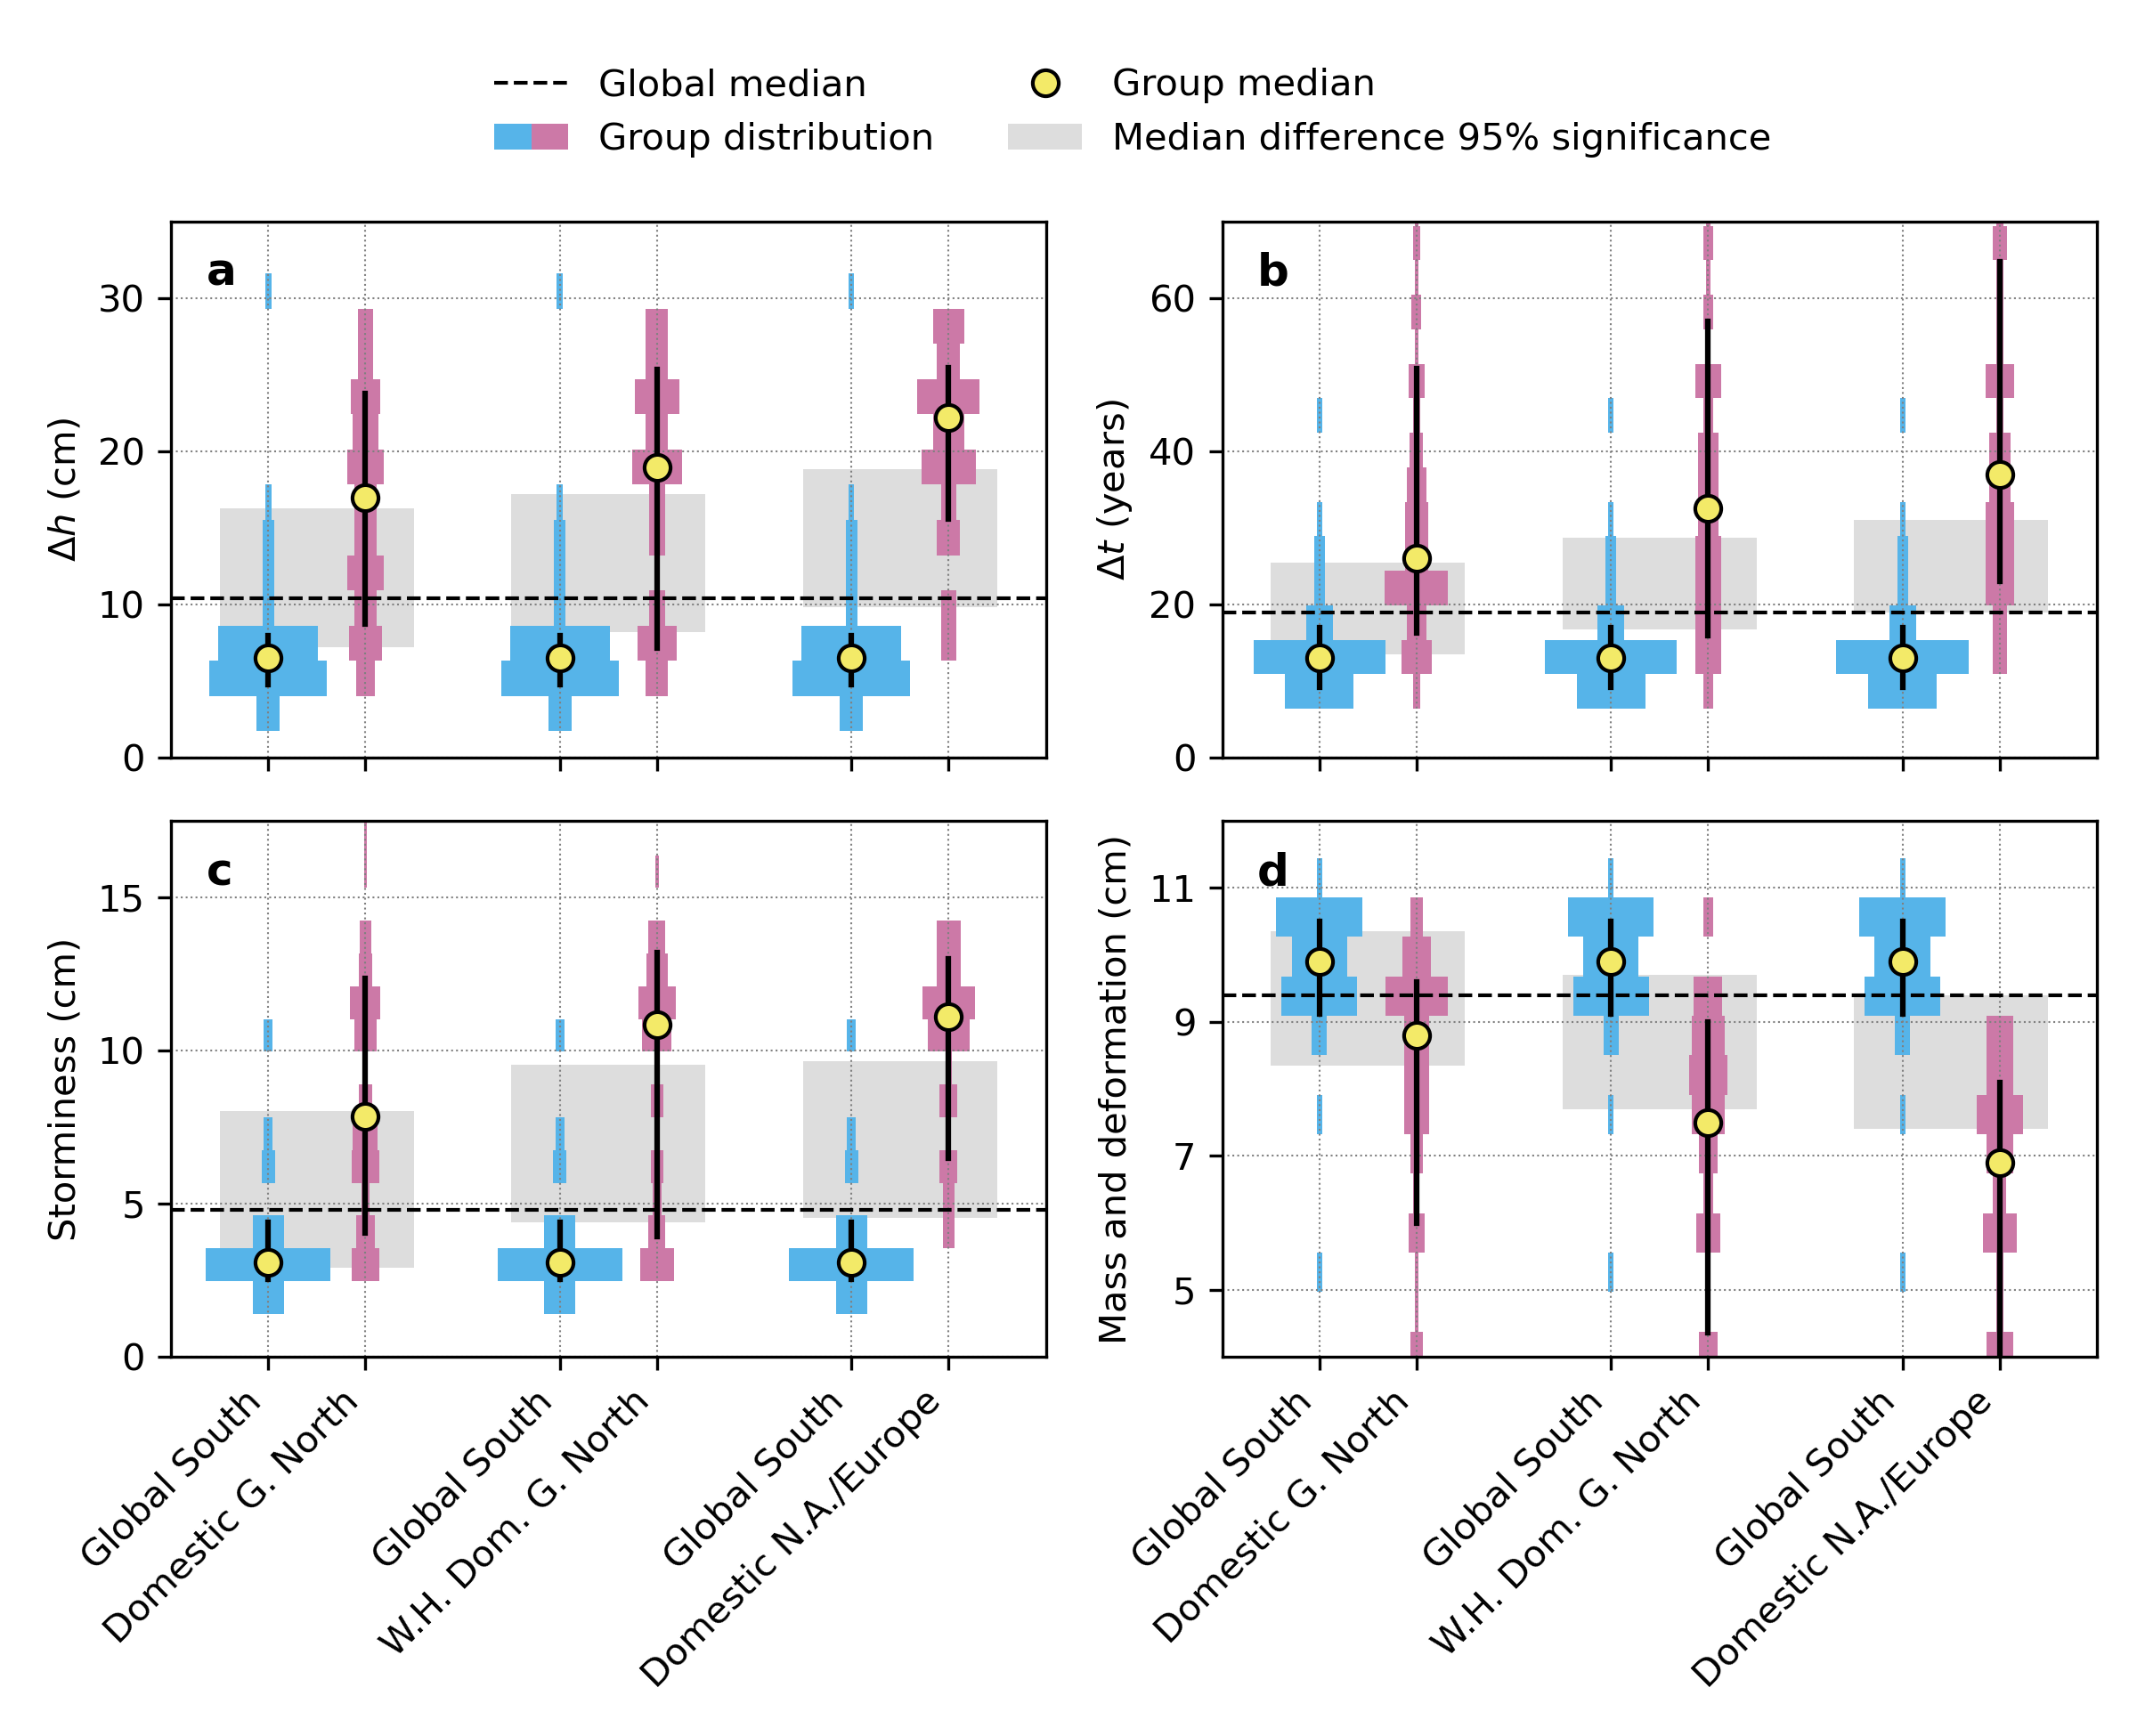 Global median
Group median
Group distribution
Median difference 95% significance
a
Δh (cm)
30
20
10
0
b
Δt (years)
60
40
20
0
c
Storminess (cm)
15
10
5
0
d
Mass and deformation (cm)
11
9
7
5
Global South
Domestic G. North
Global South
W.H. Dom. G. North
Global South
Domestic N.A./Europe
Global South
Domestic G. North
Global South
W.H. Dom. G. North
Global South
Domestic N.A./Europe